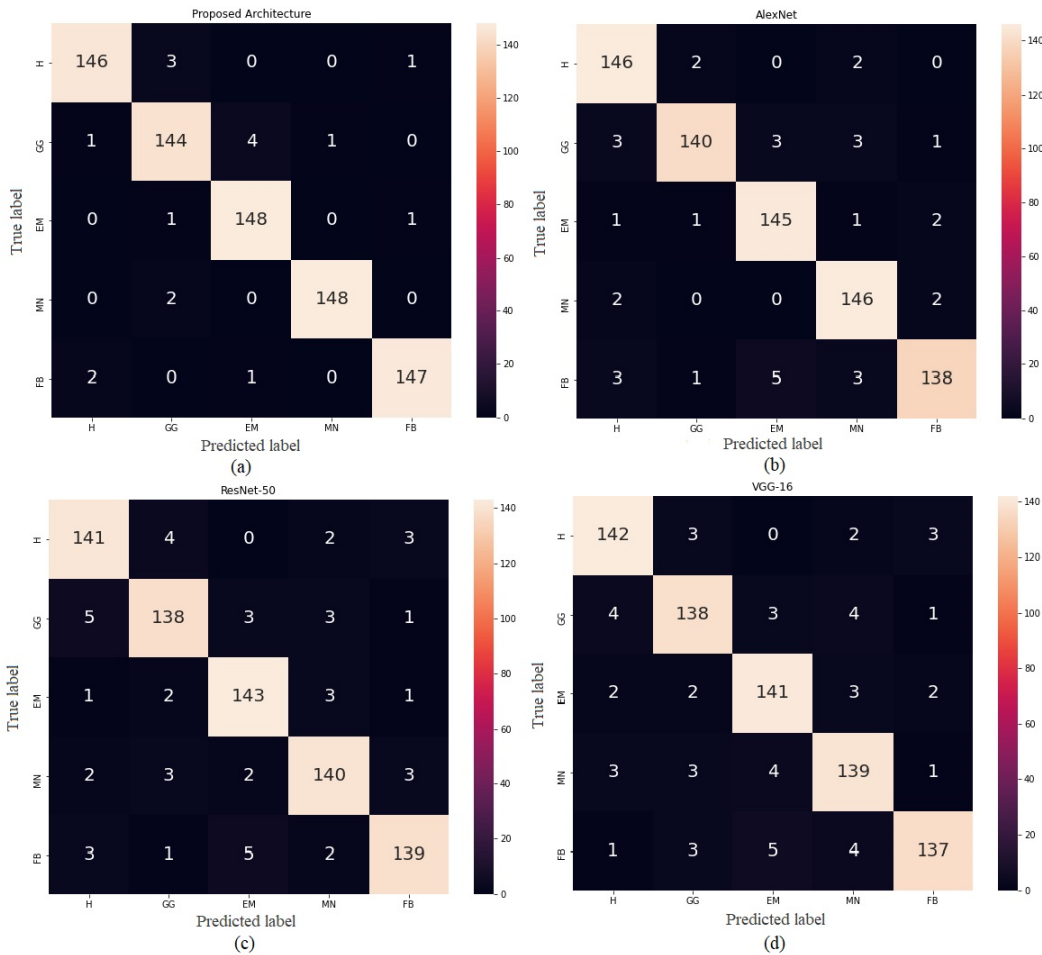 Proposed Architecture
H 146 3 0 0 1
GG 1 144 4 1 0
EM 0 1 148 0 1
MN 0 2 0 148 0
FB 2 0 1 0 147
H GG EM MN FB
True label
Predicted label
140
120
100
80
60
40
20
0
(a)
AlexNet
H 146 2 0 2 0
GG 3 140 3 3 1
EM 1 1 145 1 2
MN 2 0 0 146 2
FB 3 1 5 3 138
H GG EM MN FB
True label
Predicted label
140
120
100
80
60
40
20
0
(b)
ResNet-50
H 141 4 0 2 3
GG 5 138 3 3 1
EM 1 2 143 3 1
MN 2 3 2 140 3
FB 3 1 5 2 139
H GG EM MN FB
True label
Predicted label
140
120
100
80
60
40
20
0
(c)
VGG-16
H 142 3 0 2 3
GG 4 138 3 4 1
EM 2 2 141 3 2
MN 3 3 4 139 1
FB 1 3 5 4 137
H GG EM MN FB
True label
Predicted label
140
120
100
80
60
40
20
0
(d)